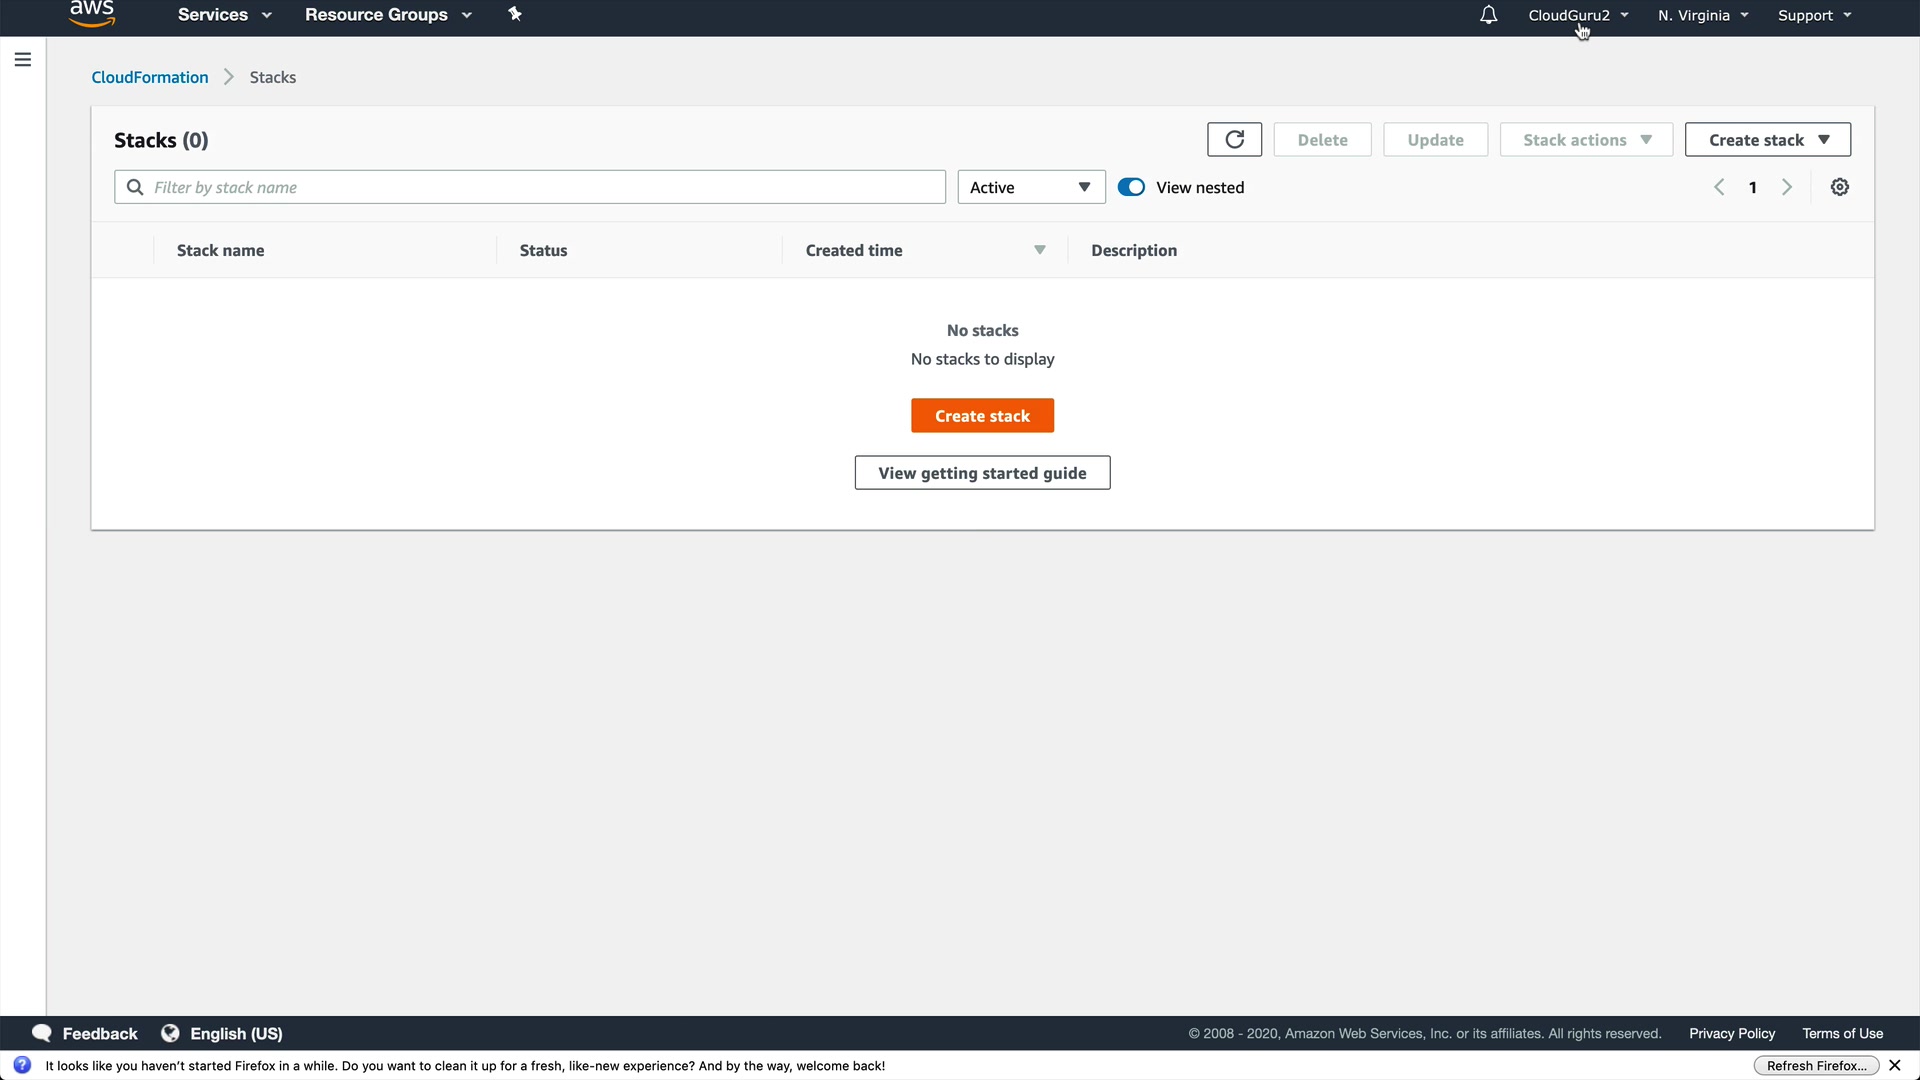 aws Services Resource Groups CloudGuru2 N. Virginia Support
CloudFormation Stacks
Stacks (0) Delete Update Stack actions Create stack
Filter by stack name Active View nested 1
Stack name Status Created time Description
No stacks
No stacks to display
Create stack
View getting started guide
Feedback English (US) © 2008 - 2020, Amazon Web Services, Inc. or its affiliates. All rights reserved. Privacy Policy Terms of Use
? It looks like you haven't started Firefox in a while. Do you want to clean it up for a fresh, like-new experience? And by the way, welcome back! Refresh Firefox...